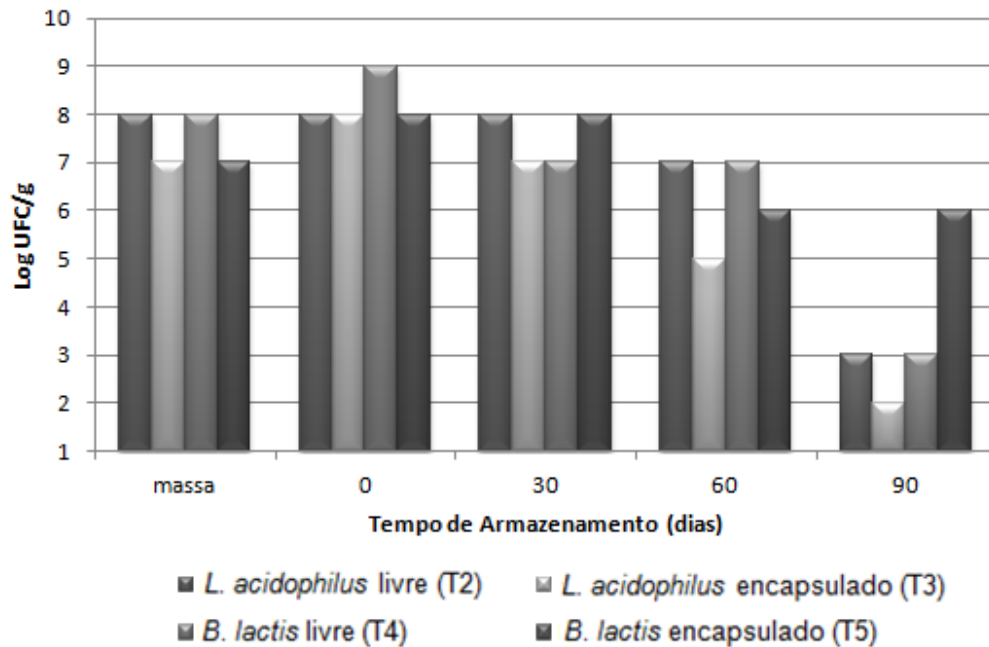 10
9
8
7
6
5
4
3
2
1
Log UFC/g
massa 0 30 60 90
Tempo de Armazenamento (dias)
L. acidophilus livre (T2) L. acidophilus encapsulado (T3)
B. lactis livre (T4) B. lactis encapsulado (T5)